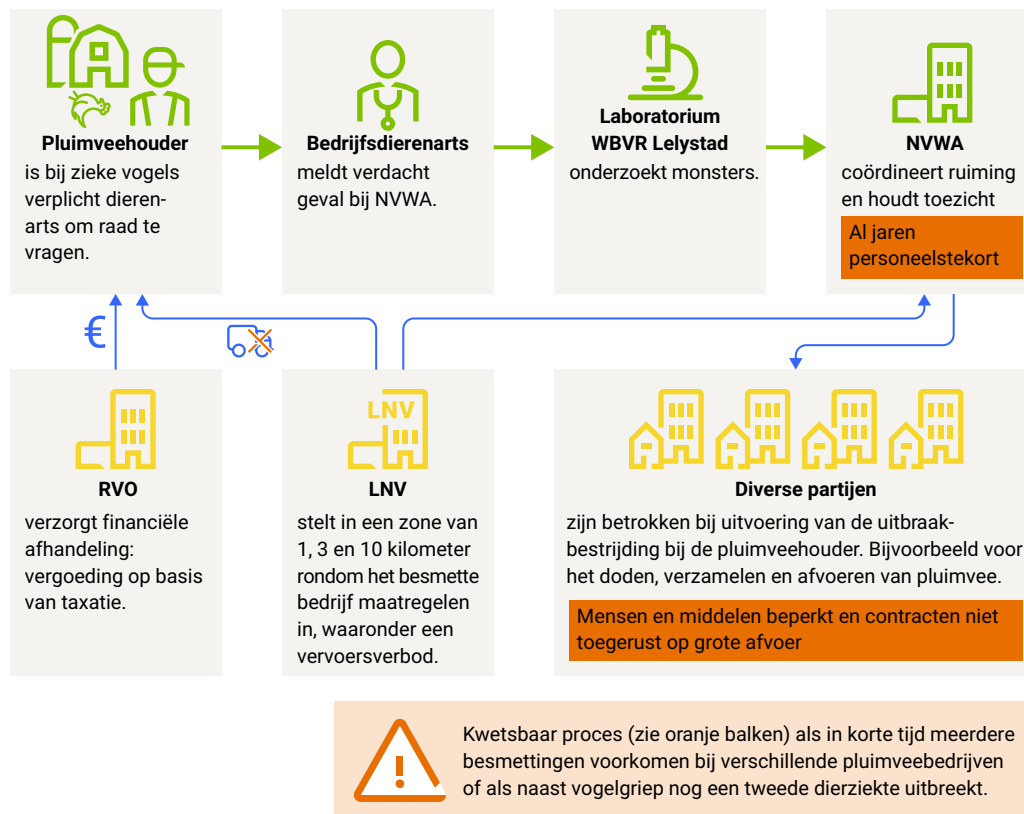 Pluimveehouder
is bij zieke vogels
verplicht dieren-
arts om raad te
vragen.
Bedrijfsdierenarts
meldt verdacht
geval bij NVWA.
Laboratorium
WBVR Lelystad
onderzoekt monsters.
NVWA
coördineert ruiming
en houdt toezicht
Al jaren
personeelstekort
€
RVO
verzorgt financiële
afhandeling:
vergoeding op basis
van taxatie.
LNV
LNV
stelt in een zone van
1, 3 en 10 kilometer
rondom het besmette
bedrijf maatregelen
in, waaronder een
vervoersverbod.
Diverse partijen
zijn betrokken bij uitvoering van de uitbraak-
bestrijding bij de pluimveehouder. Bijvoorbeeld voor
het doden, verzamelen en afvoeren van pluimvee.
Mensen en middelen beperkt en contracten niet
toegerust op grote afvoer
Kwetsbaar proces (zie oranje balken) als in korte tijd meerdere
besmettingen voorkomen bij verschillende pluimveebedrijven
of als naast vogelgriep nog een tweede dierziekte uitbreekt.